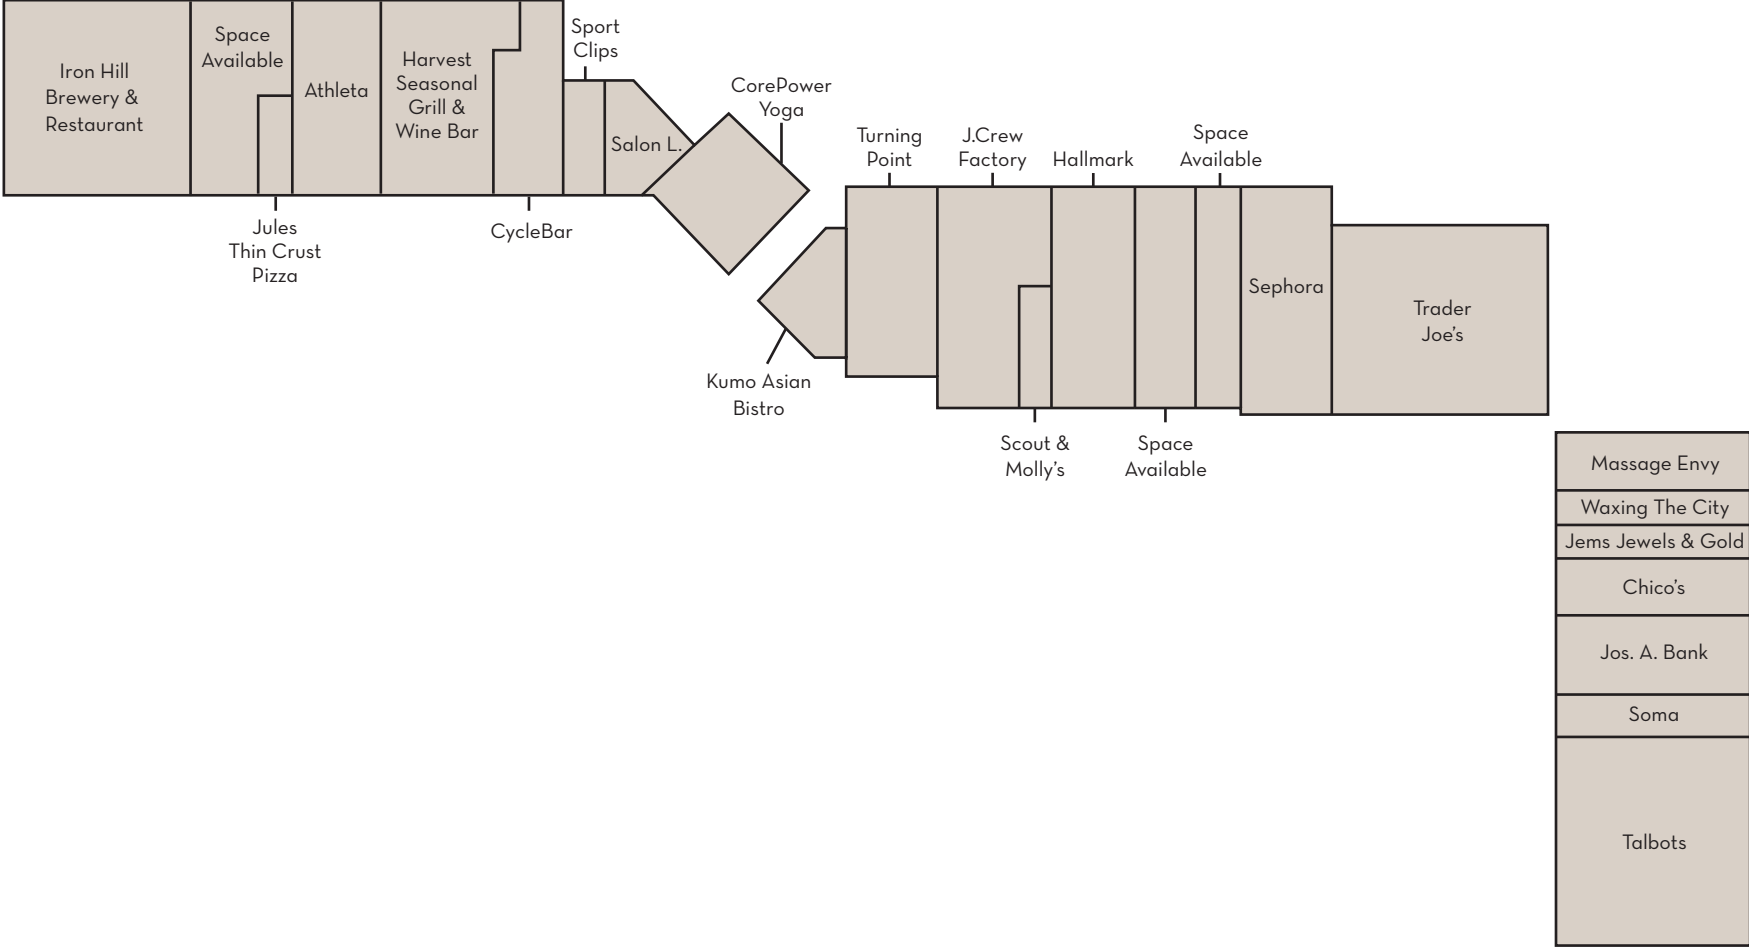 Iron Hill
Brewery &
Restaurant
Space
Available
Jules
Thin Crust
Pizza
Athleta
Harvest
Seasonal
Grill &
Wine Bar
CycleBar
Sport
Clips
Salon L.
CorePower
Yoga
Kumo Asian
Bistro
Turning
Point
J.Crew
Factory
Scout &
Molly's
Hallmark
Space
Available
Space
Available
Sephora
Trader
Joe's
Massage Envy
Waxing The City
Jems Jewels & Gold
Chico's
Jos. A. Bank
Soma
Talbots